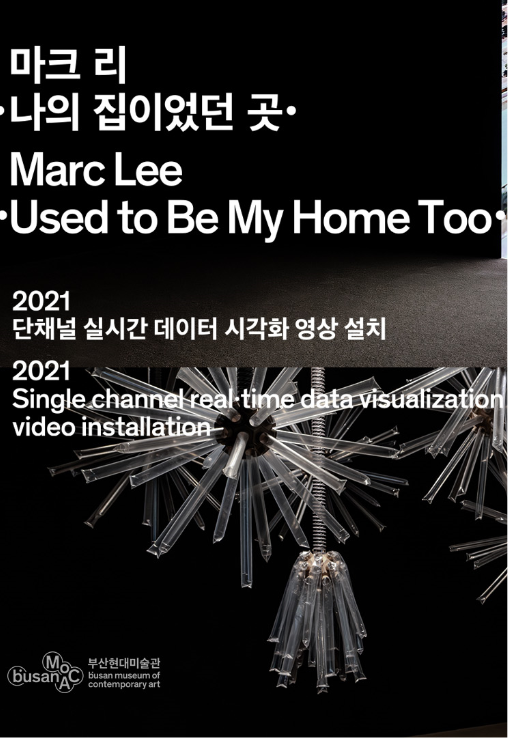 마크 리
•나의 집이었던 곳•
Marc Lee
•Used to Be My Home Too•
2021
단채널 실시간 데이터 시각화 영상 설치
2021
Single channel real·time data visualization
video installation
busan MoCA
부산현대미술관
busan museum of
contemporary art